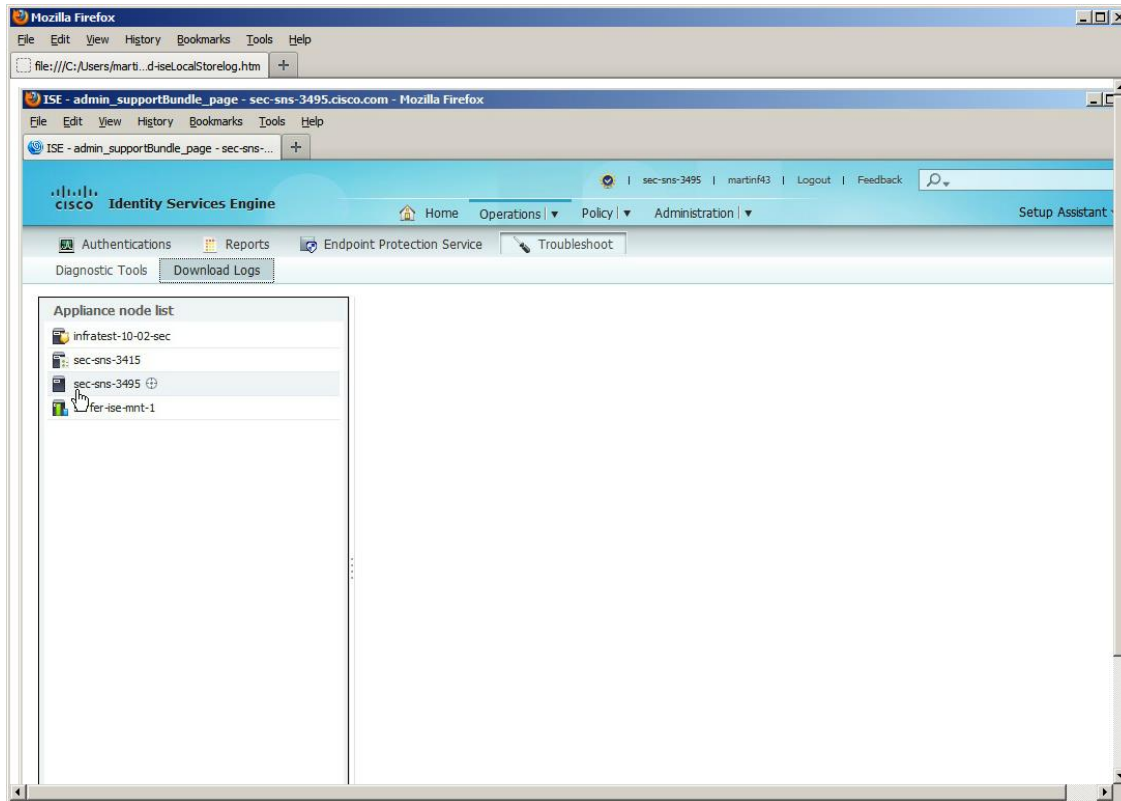 Mozilla Firefox
File Edit View History Bookmarks Tools Help
file:///C:/Users/marti...d-iseLocalStorelog.htm +
ISE - admin_supportBundle_page - sec-sns-3495.cisco.com - Mozilla Firefox
File Edit View History Bookmarks Tools Help
ISE - admin_supportBundle_page - sec-sns-... +
sec-sns-3495 | martinf43 | Logout | Feedback
CISCO Identity Services Engine
Home Operations | Policy | Administration | Setup Assistant
Authentications Reports Endpoint Protection Service Troubleshoot
Diagnostic Tools Download Logs
Appliance node list
infratest-10-02-sec
sec-sns-3415
sec-sns-3495
fer-ise-mnt-1